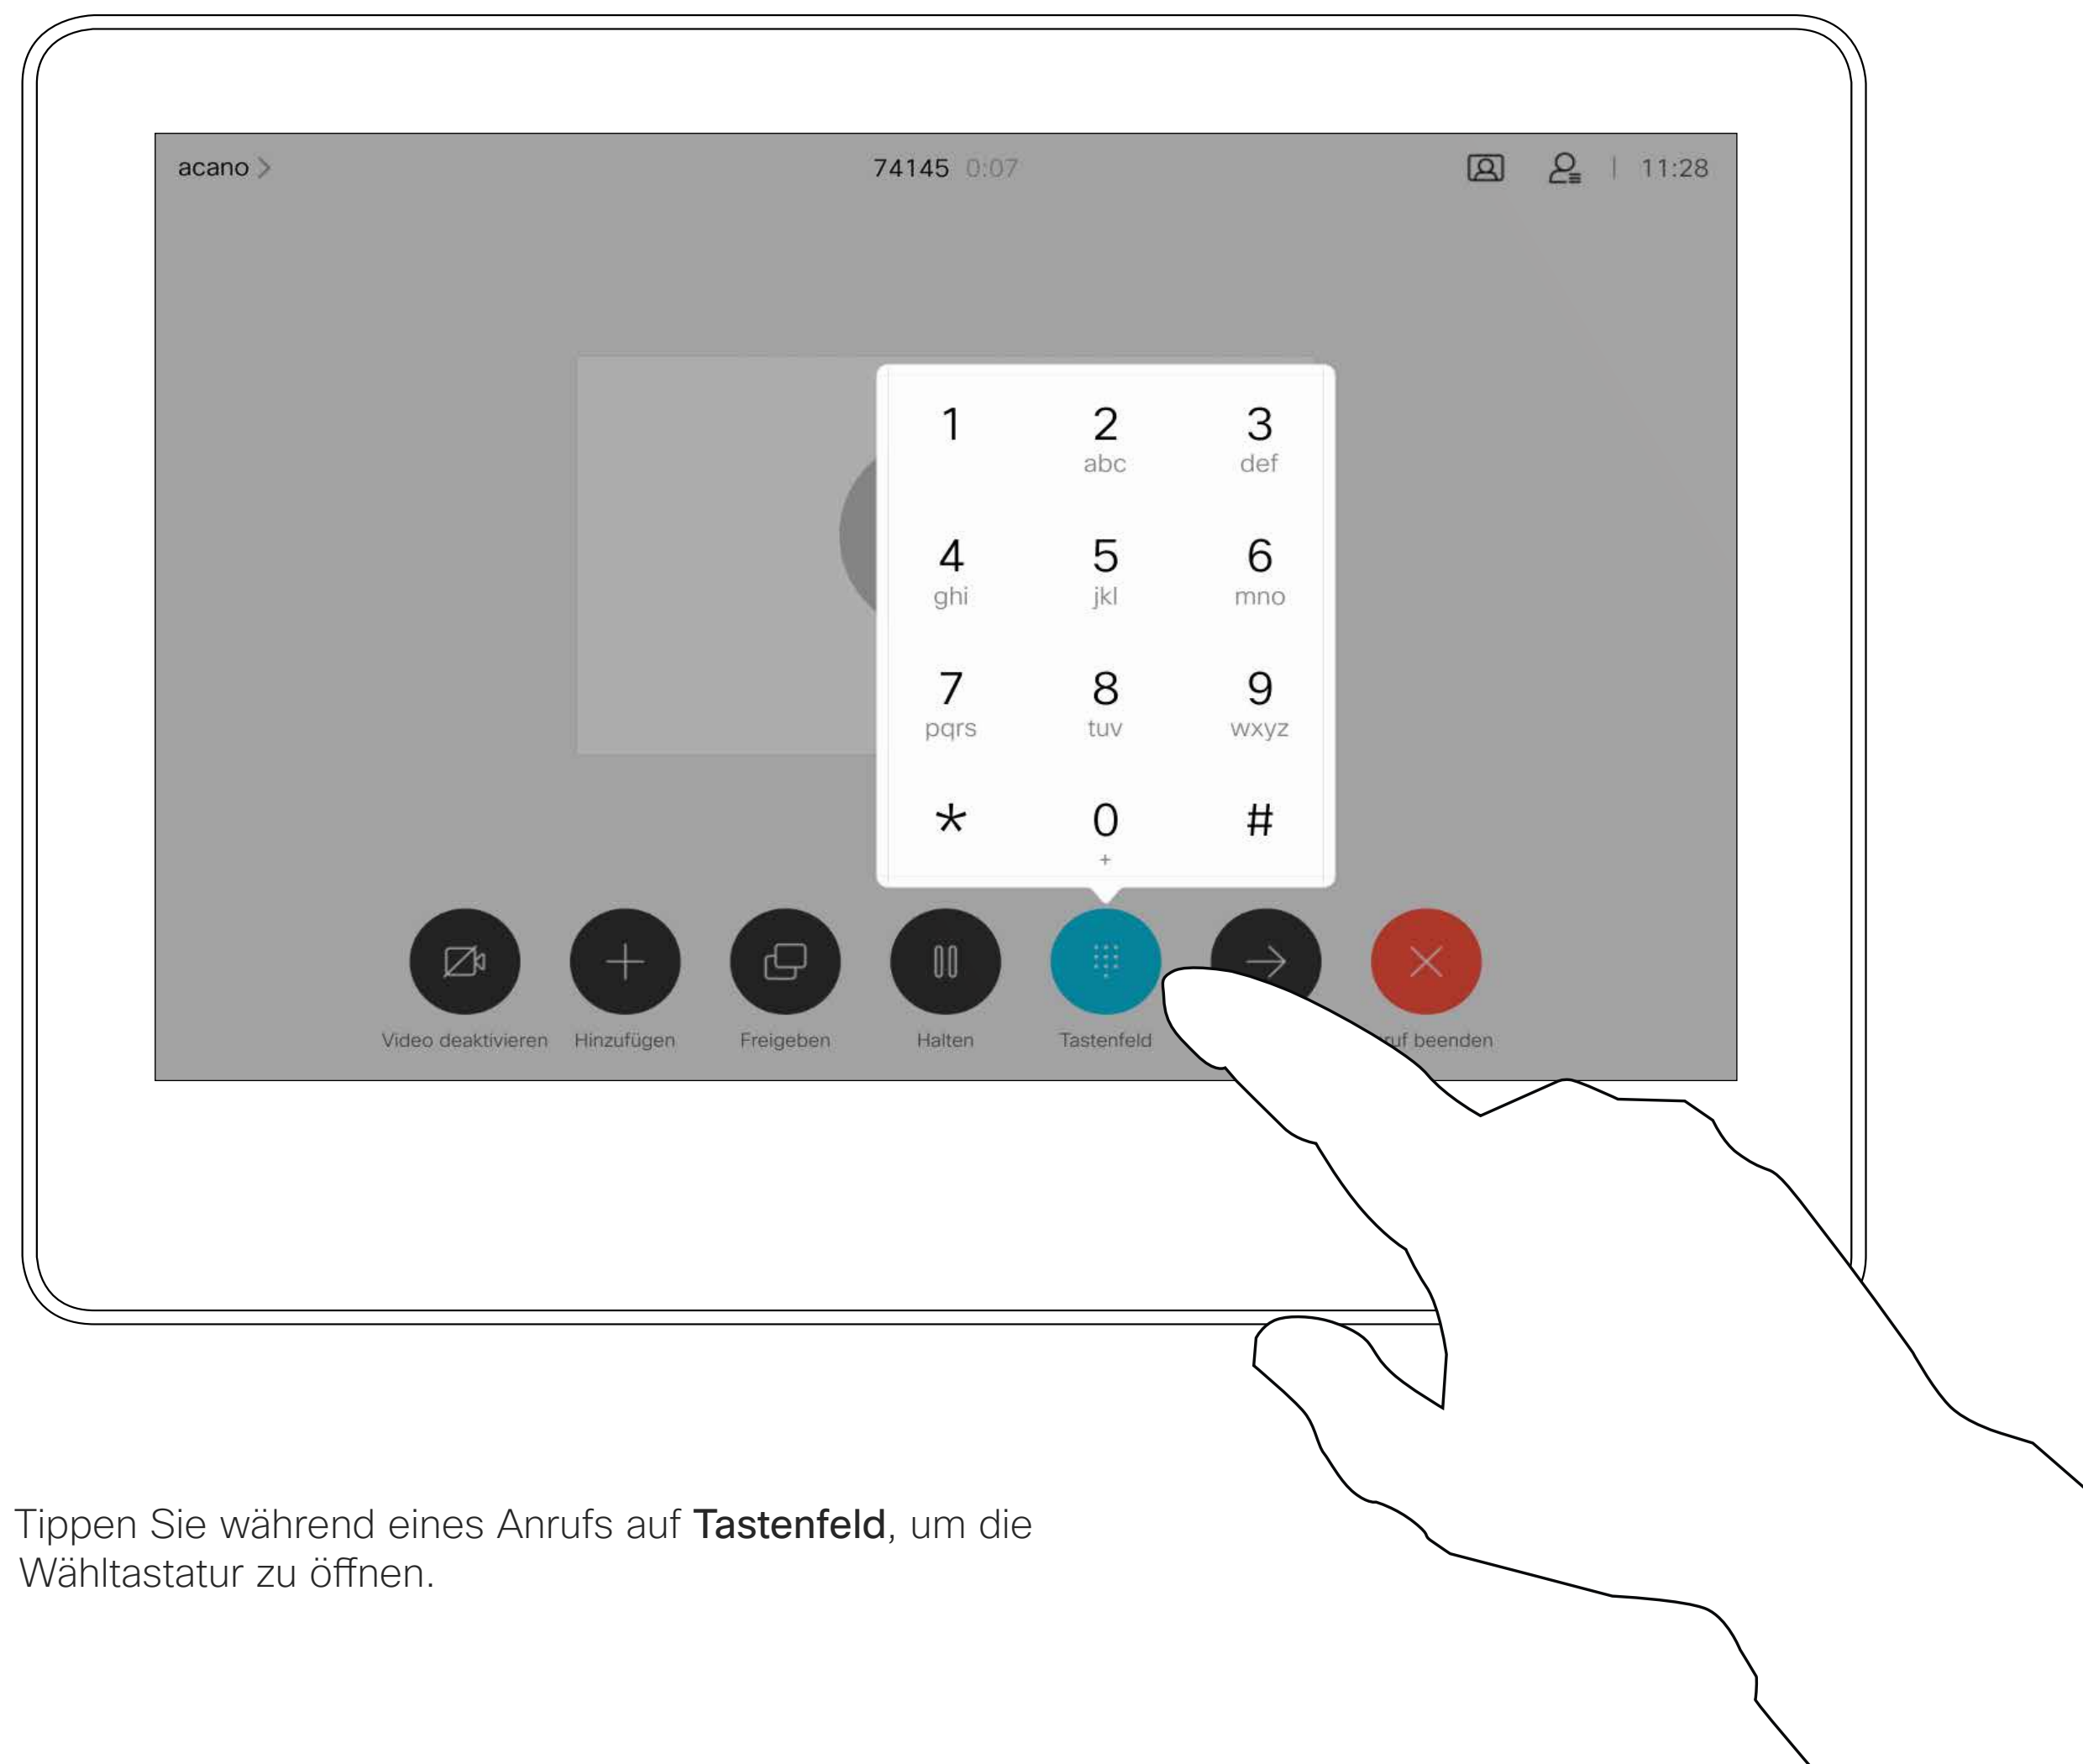 acano
74145 0:07
11:28
1 2 3
abc def
4 5 6
ghi jkl mno
7 8 9
pqrs tuv wxyz
* 0 #
+
Video deaktivieren Hinzufügen Freigeben Halten Tastenfeld beenden
Tippen Sie während eines Anrufs auf Tastenfeld, um die
Wähltastatur zu öffnen.